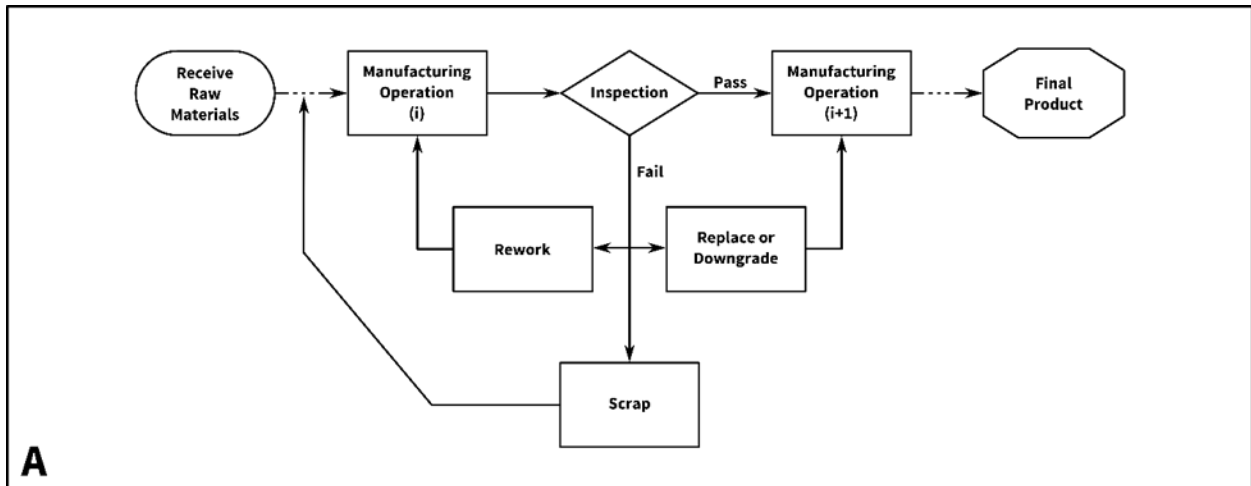 Receive
Raw
Materials
Manufacturing
Operation
(i)
Inspection
Pass
Manufacturing
Operation
(i+1)
Final
Product
Fail
Rework
Replace or
Downgrade
Scrap
A